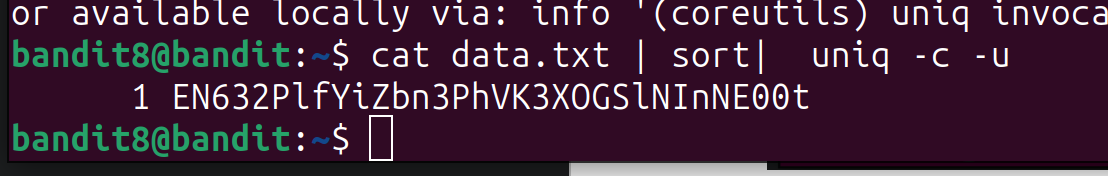 or available locally via: info '(coreutils) uniq invoca
bandit8@bandit:~$ cat data.txt | sort|  uniq -c -u
      1 EN632PlfYiZbn3PhVK3XOGSlNInNE00t
bandit8@bandit:~$